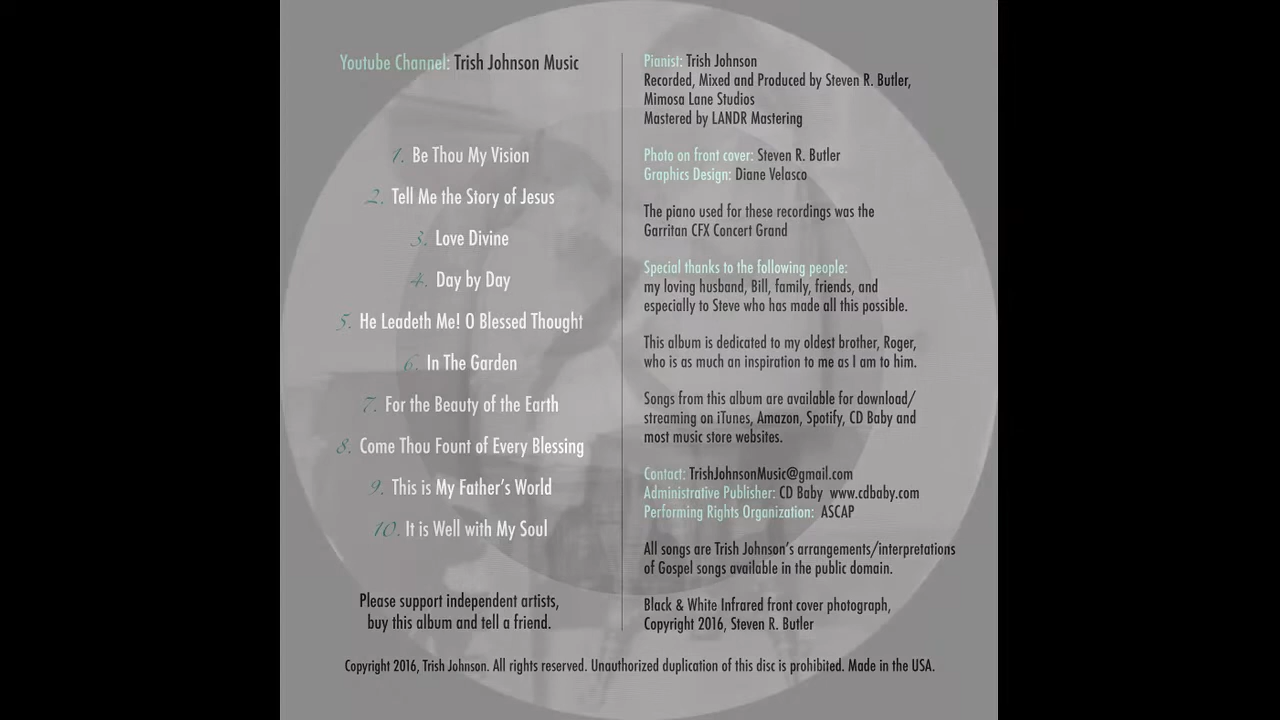 Youtube Channel: Trish Johnson Music
1. Be Thou My Vision
2. Tell Me the Story of Jesus
3. Love Divine
4. Day by Day
5. He Leadeth Me! O Blessed Thought
6. In The Garden
7. For the Beauty of the Earth
8. Come Thou Fount of Every Blessing
9. This is My Father's World
10. It is Well with My Soul
Please support independent artists,
buy this album and tell a friend.
Pianist: Trish Johnson
Recorded, Mixed and Produced by Steven R. Butler,
Mimosa Lane Studios
Mastered by LANDR Mastering
Photo on front cover: Steven R. Butler
Graphics Design: Diane Velasco
The piano used for these recordings was the
Garritan CFX Concert Grand
Special thanks to the following people:
my loving husband, Bill, family, friends, and
especially to Steve who has made all this possible.
This album is dedicated to my oldest brother, Roger,
who is as much an inspiration to me as I am to him.
Songs from this album are available for download/
streaming on iTunes, Amazon, Spotify, CD Baby and
most music store websites.
Contact: TrishJohnsonMusic@gmail.com
Administrative Publisher: CD Baby www.cdbaby.com
Performing Rights Organization: ASCAP
All songs are Trish Johnson's arrangements/interpretations
of Gospel songs available in the public domain.
Black & White Infrared front cover photograph,
Copyright 2016, Steven R. Butler
Copyright 2016, Trish Johnson. All rights reserved. Unauthorized duplication of this disc is prohibited. Made in the USA.